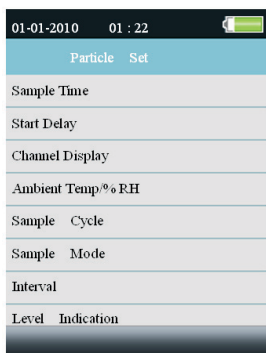 01-01-2010 01 : 22
Particle Set
Sample Time
Start Delay
Channel Display
Ambient Temp/% RH
Sample Cycle
Sample Mode
Interval
Level Indication